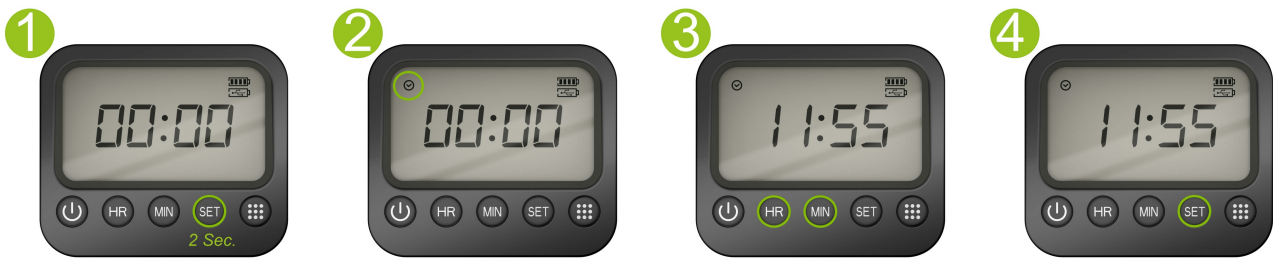 1
00:00
HR MIN SET
2 Sec.
2
00:00
HR MIN SET
3
11:55
HR MIN SET
4
11:55
HR MIN SET